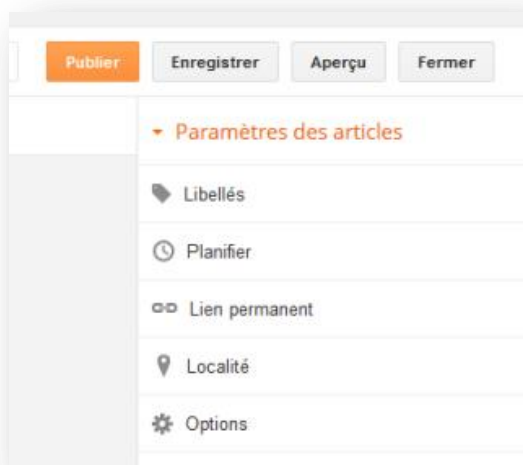 Publier Enregistrer Aperçu Fermer
Paramètres des articles
Libellés
Planifier
Lien permanent
Localité
Options